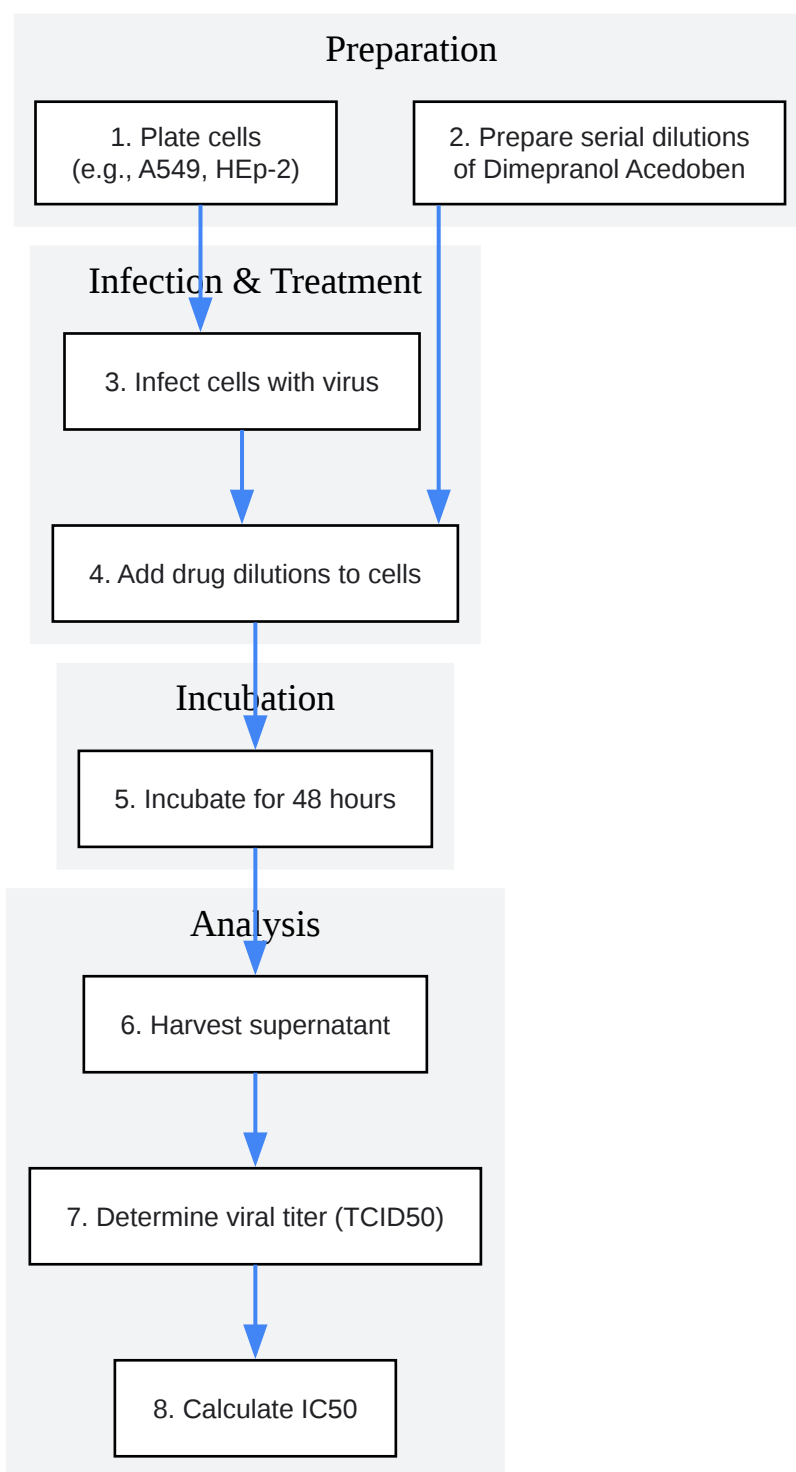 Preparation
1. Plate cells
(e.g., A549, HEp-2)
2. Prepare serial dilutions
of Dimepranol Acedoben
Infection & Treatment
3. Infect cells with virus
4. Add drug dilutions to cells
Incubation
5. Incubate for 48 hours
Analysis
6. Harvest supernatant
7. Determine viral titer (TCID50)
8. Calculate IC50